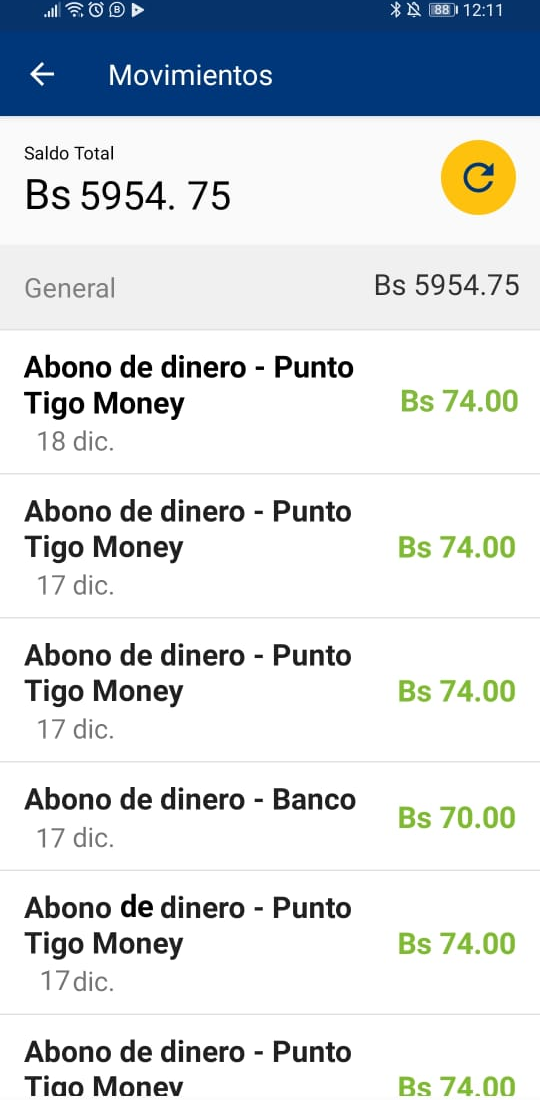 88 12:11
Movimientos
Saldo Total
Bs 5954. 75
General Bs 5954.75
Abono de dinero - Punto
Tigo Money Bs 74.00
18 dic.
Abono de dinero - Punto
Tigo Money Bs 74.00
17 dic.
Abono de dinero - Punto
Tigo Money Bs 74.00
17 dic.
Abono de dinero - Banco
Bs 70.00
17 dic.
Abono de dinero - Punto
Tigo Money Bs 74.00
17 dic.
Abono de dinero - Punto
Tigo Money Bs 74.00